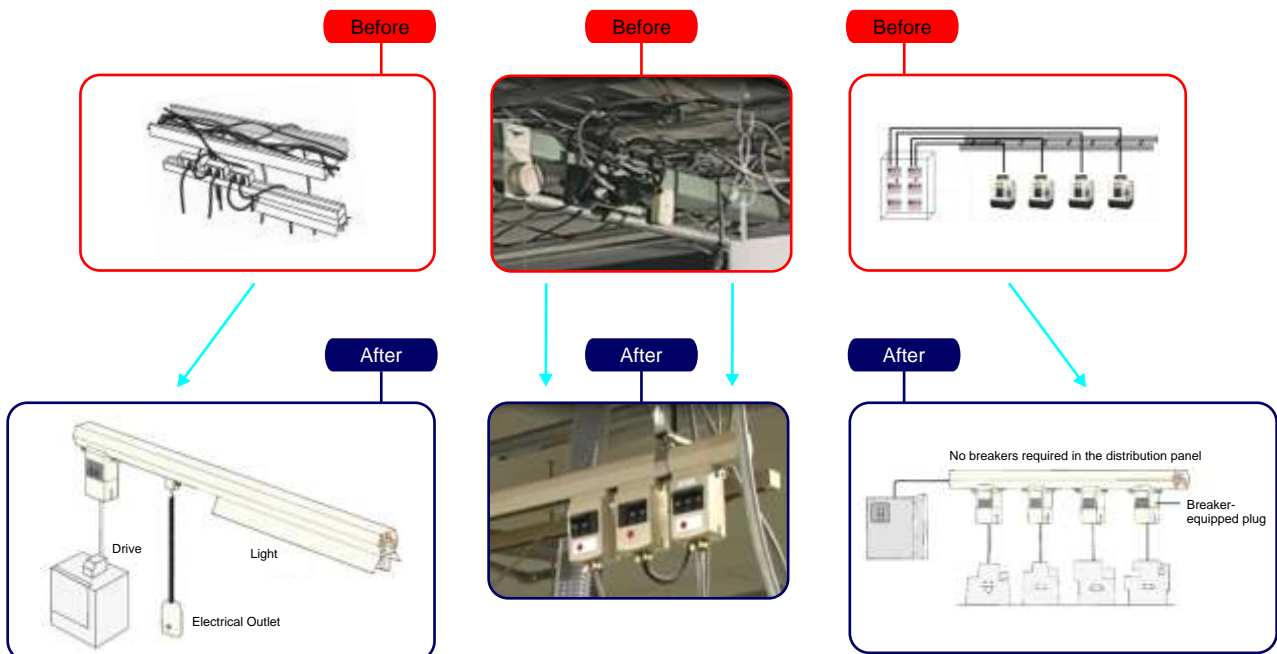 Before
Before
Before
After
After
After
Drive
Light
Electrical Outlet
No breakers required in the distribution panel
Breaker-
equipped plug